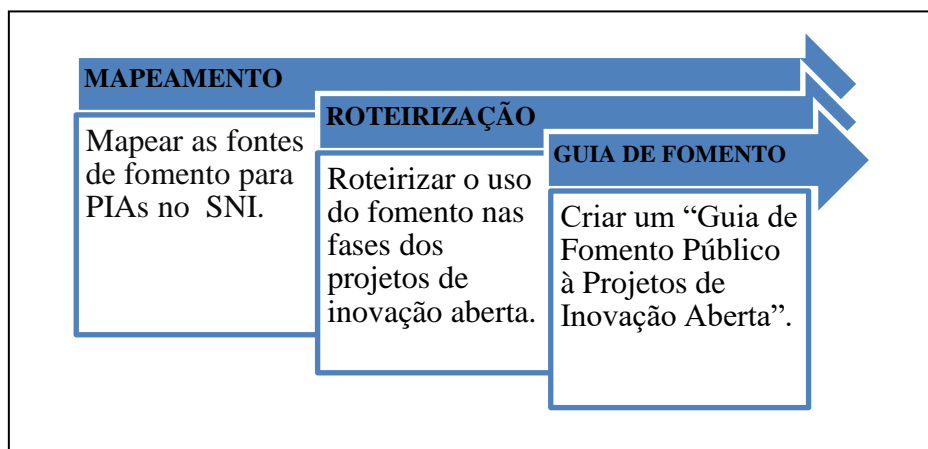 MAPEAMENTO
Mapear as fontes
de fomento para
PIAs no SNI.
ROTEIRIZAÇÃO
Roteirizar o uso
do fomento nas
fases dos
projetos de
inovação aberta.
GUIA DE FOMENTO
Criar um “Guia de
Fomento Público
à Projetos de
Inovação Aberta”.